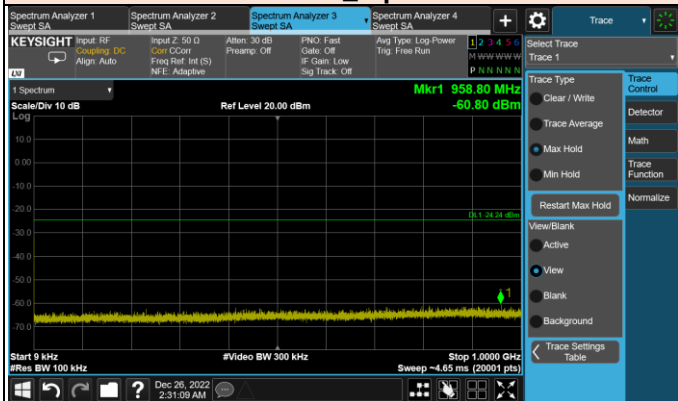 Spectrum Analyzer 1
Swept SA
Spectrum Analyzer 2
Swept SA
Spectrum Analyzer 3
Swept SA
Spectrum Analyzer 4
Swept SA
+
Trace
KEYSIGHT
Input: RF
Coupling: DC
Align: Auto
Input Z: 50 Ω
Corr CCorr
Freq Ref: Int (S)
NFE: Adaptive
Atten: 30 dB
Preamp: Off
PNO: Fast
Gate: Off
IF Gain: Low
Sig Track: Off
Avg Type: Log-Power
Trig: Free Run
1 2 3 4 5 6
M W W W W W
P N N N N N
LXI
Select Trace
Trace 1
1 Spectrum
Scale/Div 10 dB
Log
Ref Level 20.00 dBm
Mkr1 958.80 MHz
-60.80 dBm
10.0
0.00
-10.0
-20.0
-30.0
-40.0
-50.0
-60.0
-70.0
DL1 -24.24 dBm
1
Start 9 kHz
#Res BW 100 kHz
#Video BW 300 kHz
Stop 1.0000 GHz
Sweep ~4.65 ms (20001 pts)
Trace Type
Clear / Write
Trace Average
Max Hold
Min Hold
Restart Max Hold
View/Blank
Active
View
Blank
Background
Trace Settings
Table
Trace
Control
Detector
Math
Trace
Function
Normalize
?
Dec 26, 2022
2:31:09 AM